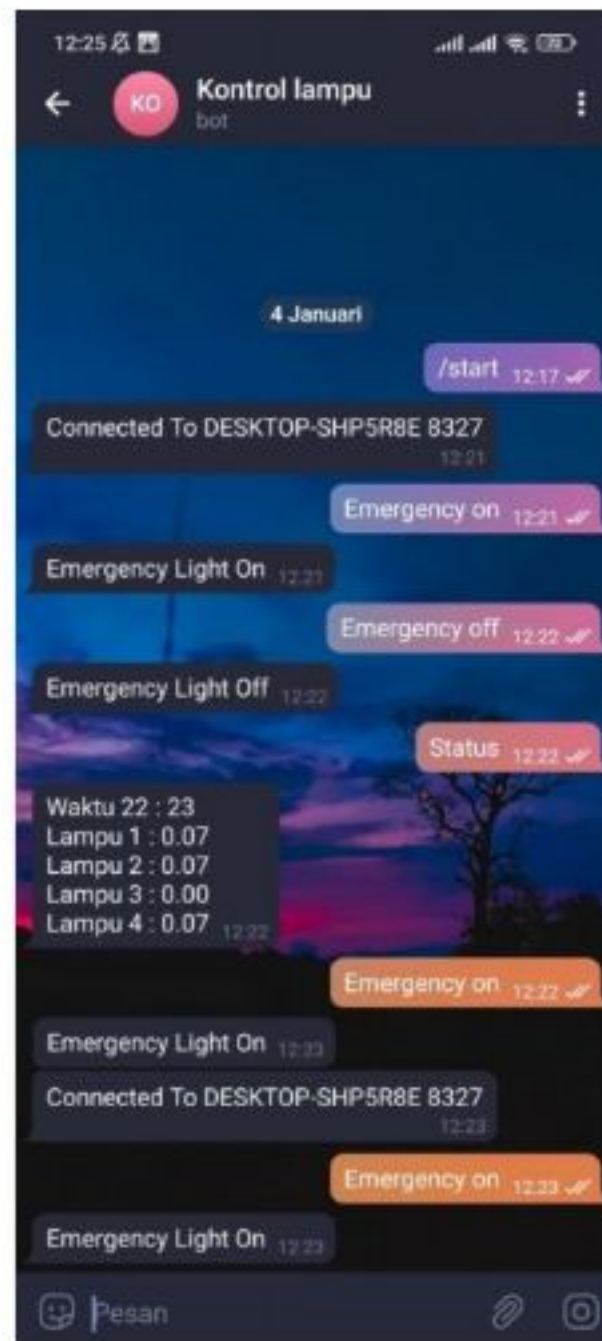 12:25
KO
Kontrol lampu
bot
4 Januari
/start 12:17
Connected To DESKTOP-SHP5R8E 8327
12:21
Emergency on 12:21
Emergency Light On 12:21
Emergency off 12:22
Emergency Light Off 12:22
Status 12:22
Waktu 22 : 23
Lampu 1 : 0.07
Lampu 2 : 0.07
Lampu 3 : 0.00
Lampu 4 : 0.07 12:22
Emergency on 12:22
Emergency Light On 12:23
Connected To DESKTOP-SHP5R8E 8327
12:23
Emergency on 12:23
Emergency Light On 12:23
Pesan